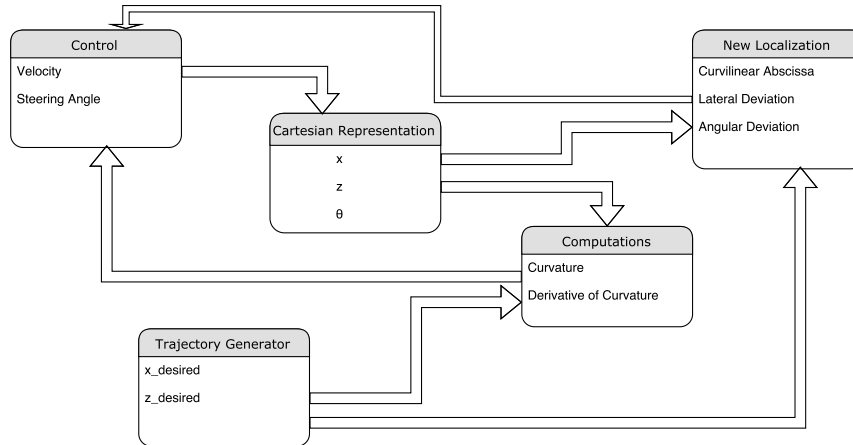 Control
Velocity
Steering Angle
New Localization
Curvilinear Abscissa
Lateral Deviation
Angular Deviation
Cartesian Representation
x
z
θ
Computations
Curvature
Derivative of Curvature
Trajectory Generator
x_desired
z_desired